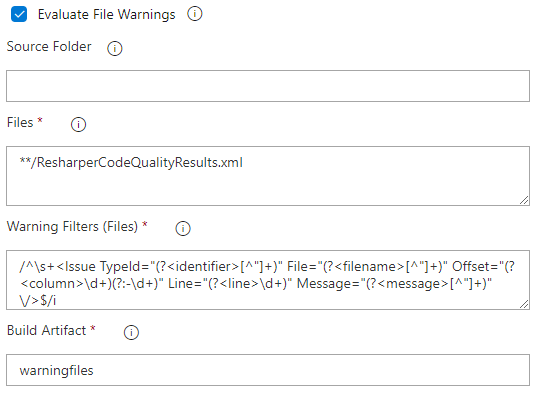 Evaluate File Warnings
Source Folder
Files *
**/ResharperCodeQualityResults.xml
Warning Filters (Files) *
/^\s+<Issue TypeId="(?<identifier>[^"]+)" File="(?<filename>[^"]+)" Offset="(?
<column>\d+)(?:-\d+)" Line="(?<line>\d+)" Message="(?<message>[^"]+)"
\/>$/i
Build Artifact *
warningfiles